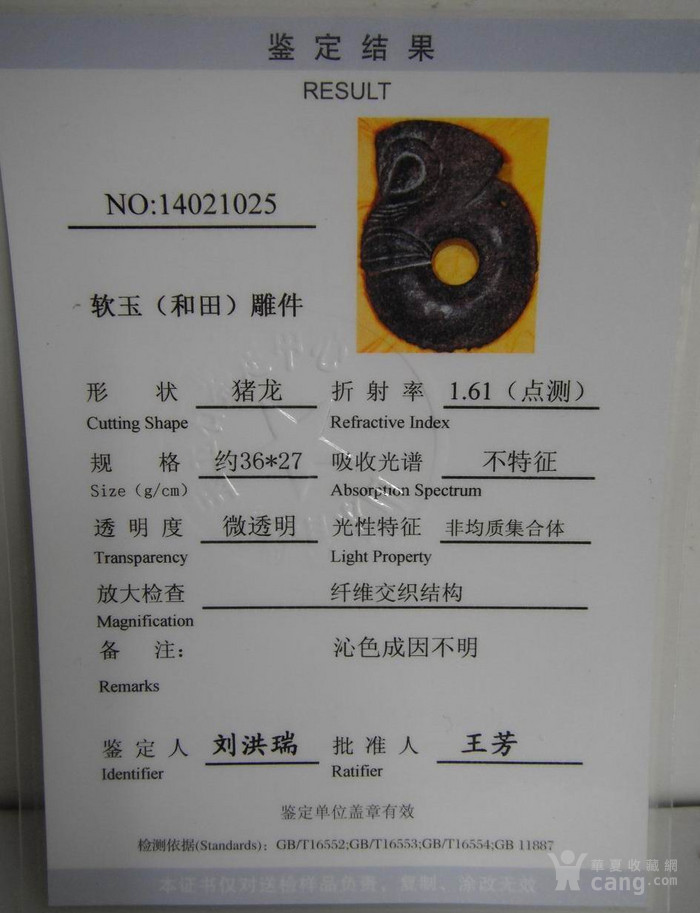 鉴定结果
RESULT
NO:14021025
软玉（和田）雕件
形 状 猪龙 折射率 1.61（点测）
Cutting Shape Refractive Index
规 格 约36*27 吸收光谱 不特征
Size（g/cm） Absorption Spectrum
透明度 微透明 光性特征 非均质集合体
Transparency Light Property
放大检查 纤维交织结构
Magnification
备 注： 沁色成因不明
Remarks
鉴定人 刘洪瑞 批准人 王芳
Identifier Ratifier
鉴定单位盖章有效
检测依据(Standards)：GB/T16552;GB/T16553;GB/T16554;GB 11887
本证书仅对送检样品负责，复制、涂改无效
華夏收藏網
cang.com